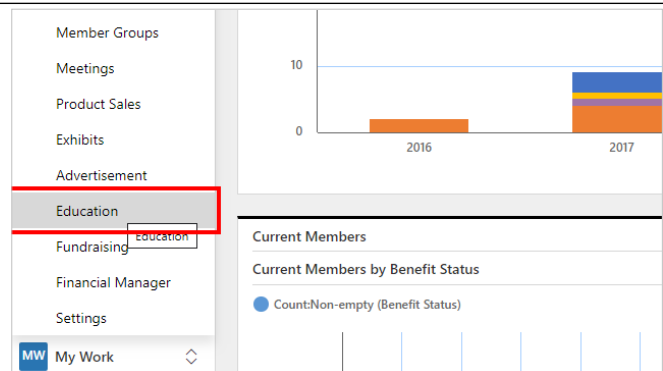 Member Groups
Meetings
Product Sales
Exhibits
Advertisement
Education
Education
Fundraising
Financial Manager
Settings
MW My Work
10
0
2016 2017
Current Members
Current Members by Benefit Status
Count:Non-empty (Benefit Status)